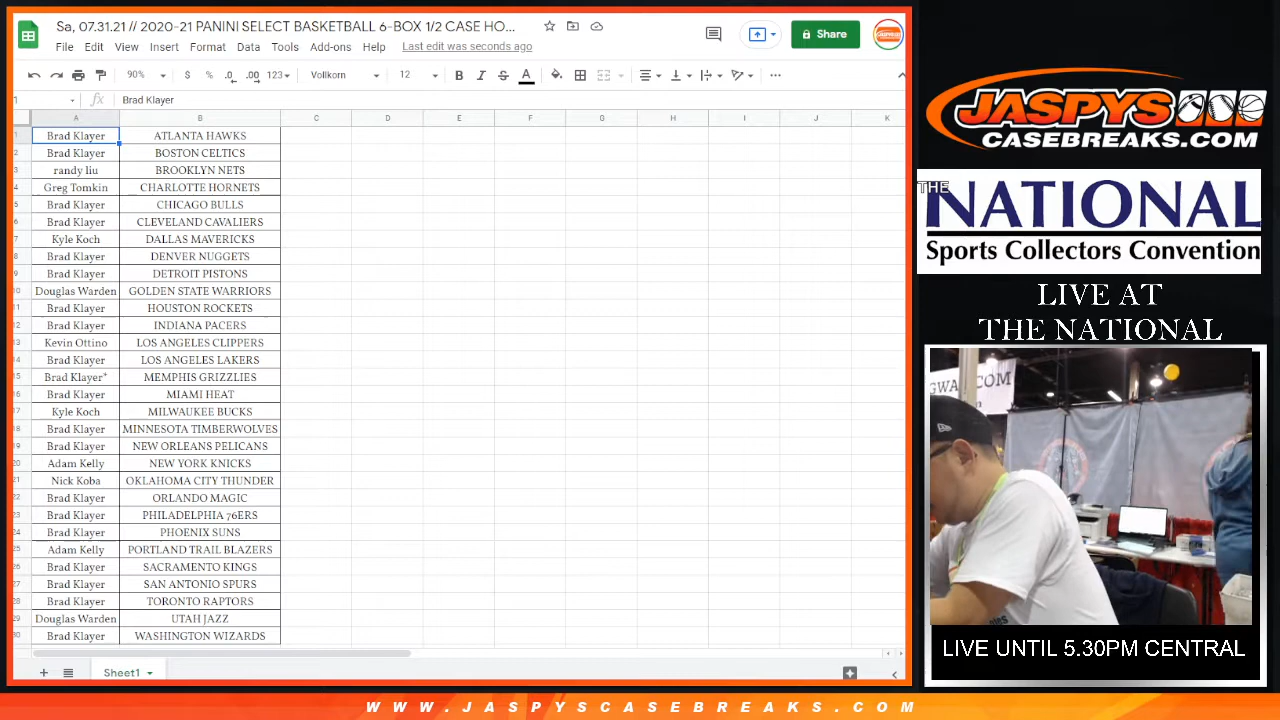 Sa, 07.31.21 // 2020-21 PANINI SELECT BASKETBALL 6-BOX 1/2 CASE HO...
File Edit View Insert Format Data Tools Add-ons Help Last edit was seconds ago
Share
90% $ % .0 .00 123 Vollkorn 12 B I S A
1 fx Brad Klayer
A B C D E F G H I J K
1 Brad Klayer ATLANTA HAWKS
2 Brad Klayer BOSTON CELTICS
3 randy liu BROOKLYN NETS
4 Greg Tomkin CHARLOTTE HORNETS
5 Brad Klayer CHICAGO BULLS
6 Brad Klayer CLEVELAND CAVALIERS
7 Kyle Koch DALLAS MAVERICKS
8 Brad Klayer DENVER NUGGETS
9 Brad Klayer DETROIT PISTONS
10 Douglas Warden GOLDEN STATE WARRIORS
11 Brad Klayer HOUSTON ROCKETS
12 Brad Klayer INDIANA PACERS
13 Kevin Ottino LOS ANGELES CLIPPERS
14 Brad Klayer LOS ANGELES LAKERS
15 Brad Klayer* MEMPHIS GRIZZLIES
16 Brad Klayer MIAMI HEAT
17 Kyle Koch MILWAUKEE BUCKS
18 Brad Klayer MINNESOTA TIMBERWOLVES
19 Brad Klayer NEW ORLEANS PELICANS
20 Adam Kelly NEW YORK KNICKS
21 Nick Koba OKLAHOMA CITY THUNDER
22 Brad Klayer ORLANDO MAGIC
23 Brad Klayer PHILADELPHIA 76ERS
24 Brad Klayer PHOENIX SUNS
25 Adam Kelly PORTLAND TRAIL BLAZERS
26 Brad Klayer SACRAMENTO KINGS
27 Brad Klayer SAN ANTONIO SPURS
28 Brad Klayer TORONTO RAPTORS
29 Douglas Warden UTAH JAZZ
30 Brad Klayer WASHINGTON WIZARDS
Sheet1
JASPYS
CASEBREAKS.COM
THE
NATIONAL
Sports Collectors Convention
LIVE AT
THE NATIONAL
GWAX.COM
LIVE UNTIL 5.30PM CENTRAL
WWW.JASPYSCASEBREAKS.COM